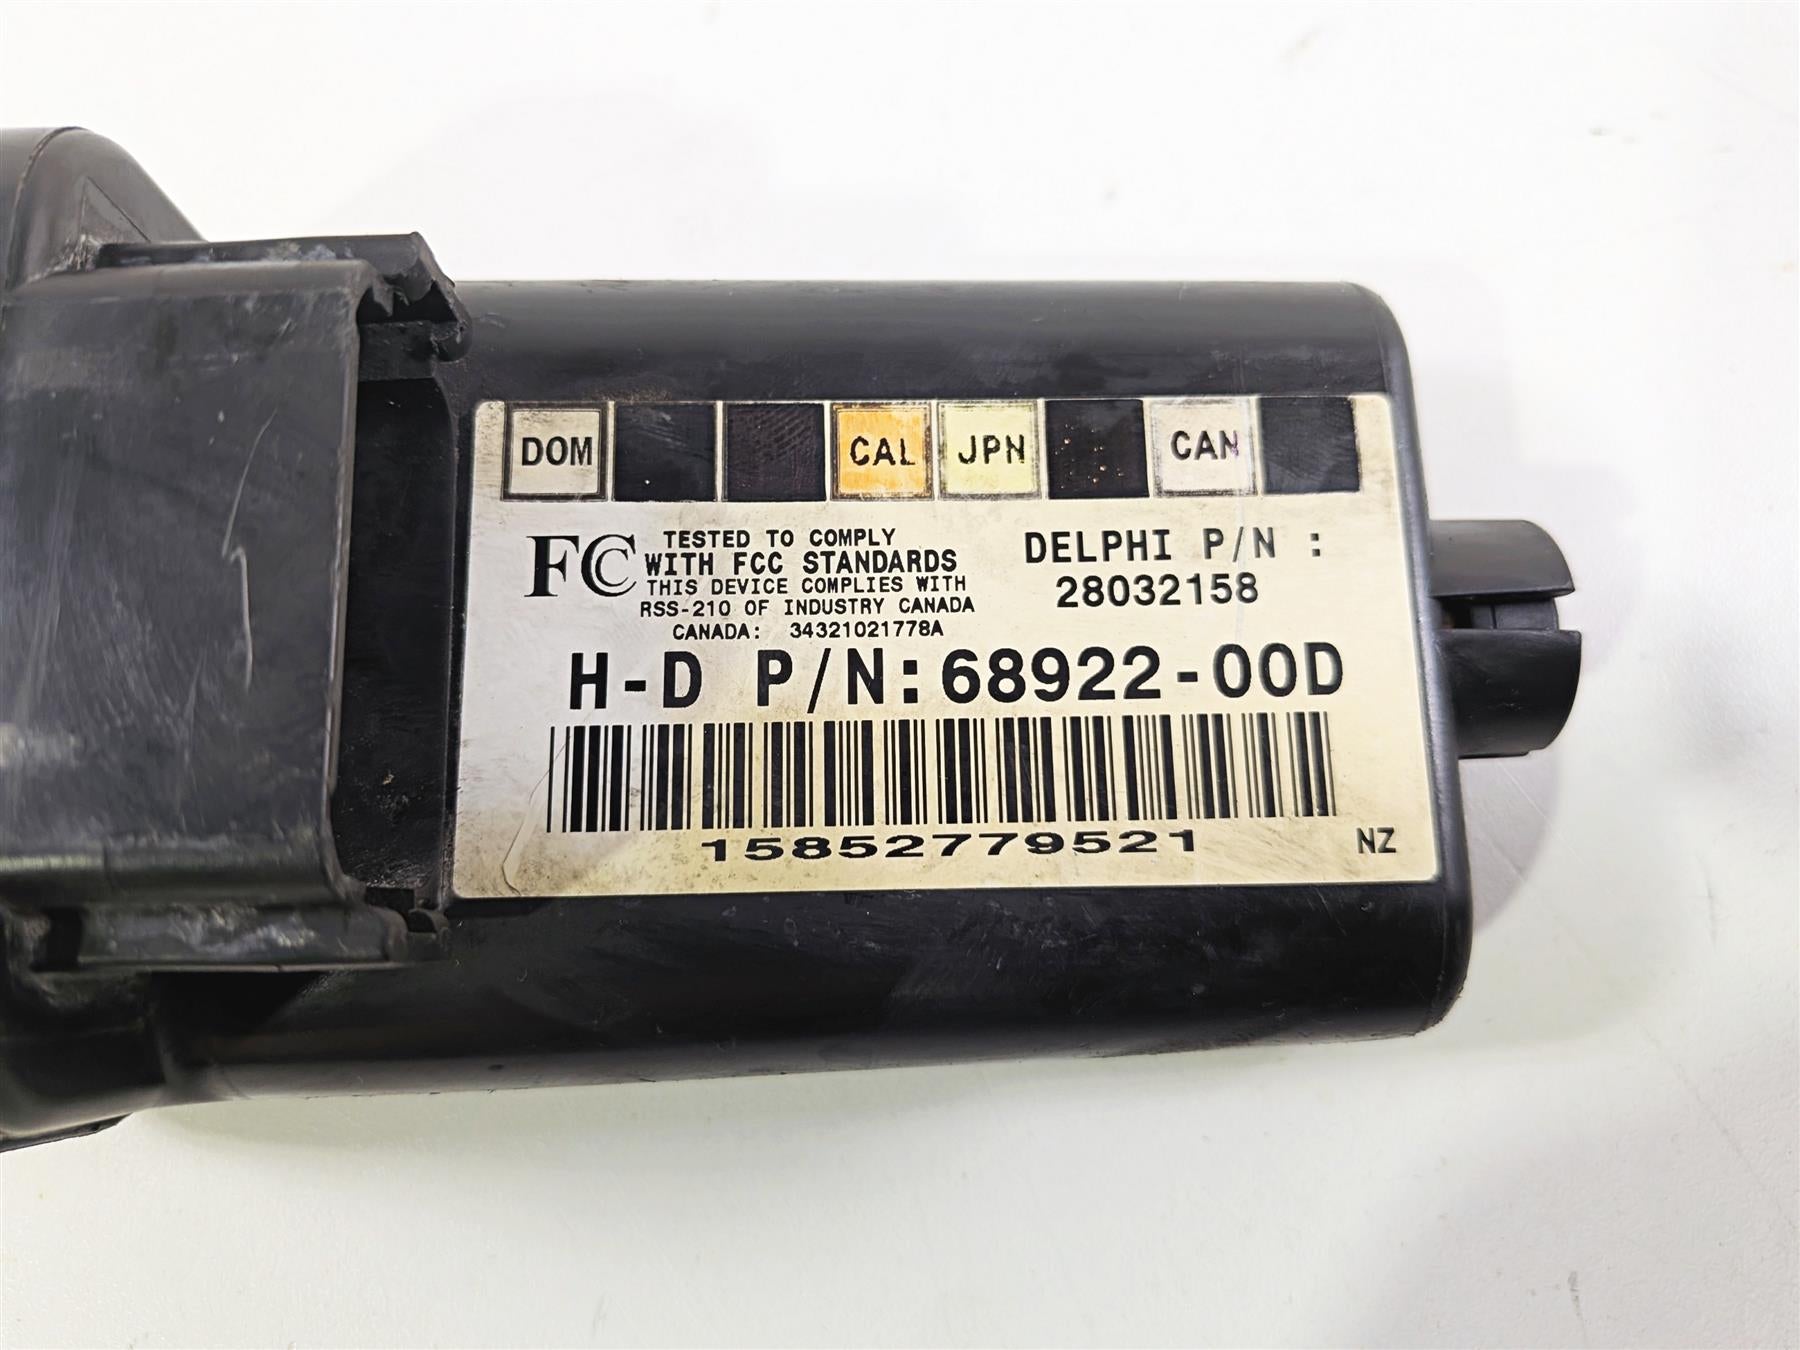 DOM CAL JPN CAN
FC TESTED TO COMPLY
WITH FCC STANDARDS
THIS DEVICE COMPLIES WITH
RSS-210 OF INDUSTRY CANADA
CANADA: 34321021778A
DELPHI P/N :
28032158
H-D P/N:68922-00D
15852779521
NZ